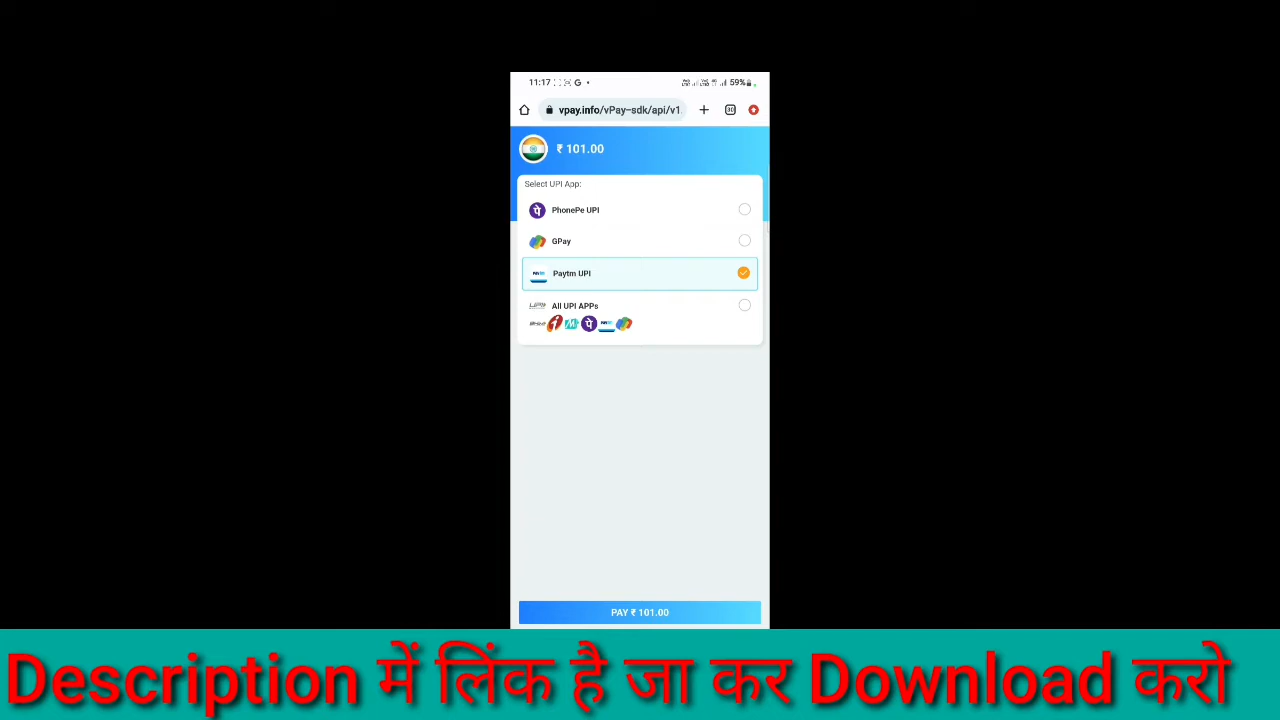 11:17 G • 59%
vpay.info/vPay-sdk/api/v1 30
₹ 101.00
Select UPI App:
PhonePe UPI
GPay
Paytm UPI
All UPI APPs
PAY ₹ 101.00
Description में लिंक है जा कर Download करो